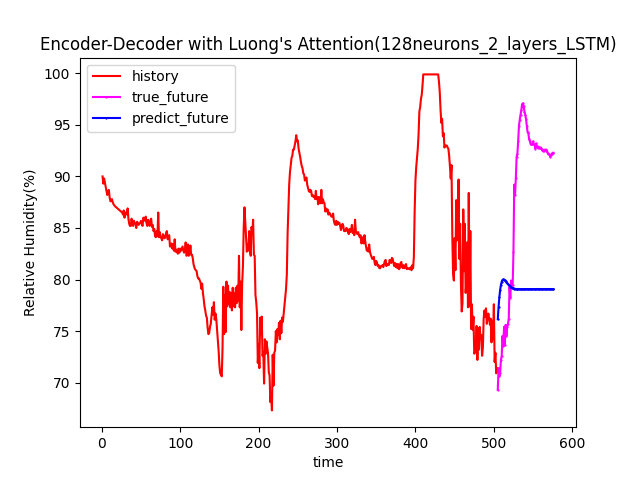 Encoder-Decoder with Luong's Attention(128neurons_2_layers_LSTM)
history
true_future
predict_future
Relative Humidity(%)
100
95
90
85
80
75
70
0 100 200 300 400 500 600
time